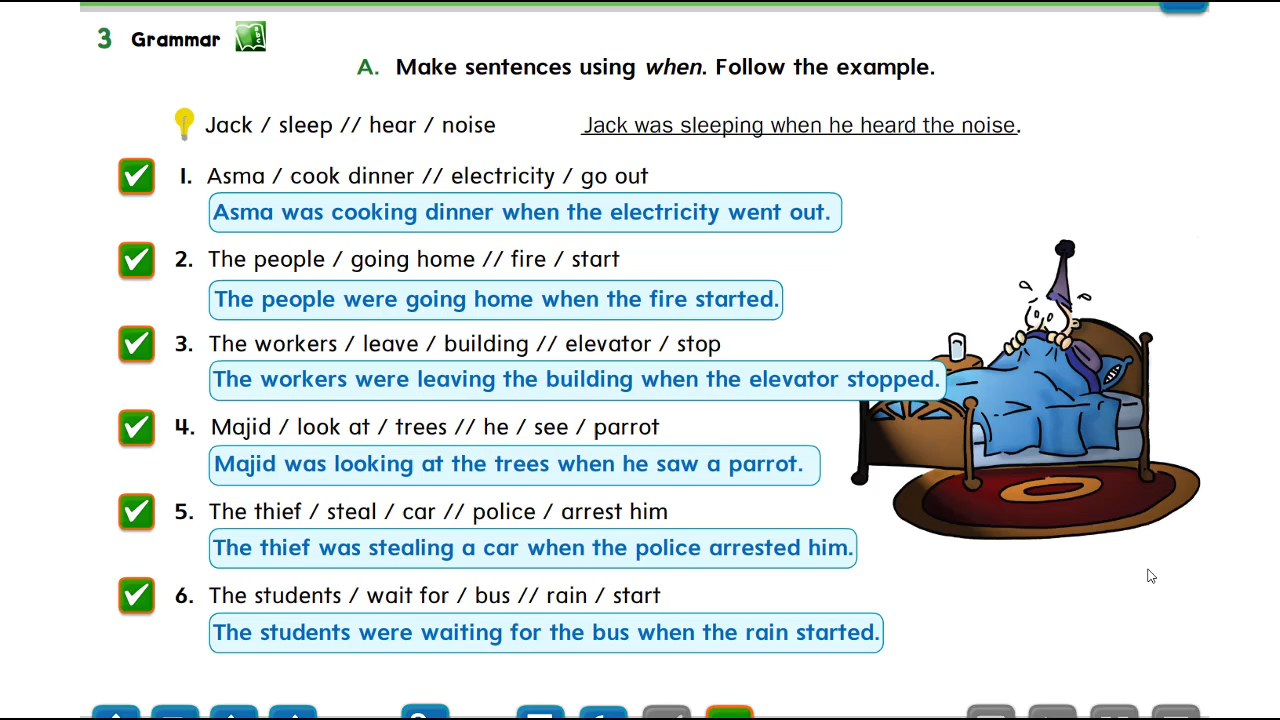 3 Grammar
A. Make sentences using when. Follow the example.
Jack / sleep // hear / noise Jack was sleeping when he heard the noise.
1. Asma / cook dinner // electricity / go out
Asma was cooking dinner when the electricity went out.
2. The people / going home // fire / start
The people were going home when the fire started.
3. The workers / leave / building // elevator / stop
The workers were leaving the building when the elevator stopped.
4. Majid / look at / trees // he / see / parrot
Majid was looking at the trees when he saw a parrot.
5. The thief / steal / car // police / arrest him
The thief was stealing a car when the police arrested him.
6. The students / wait for / bus // rain / start
The students were waiting for the bus when the rain started.